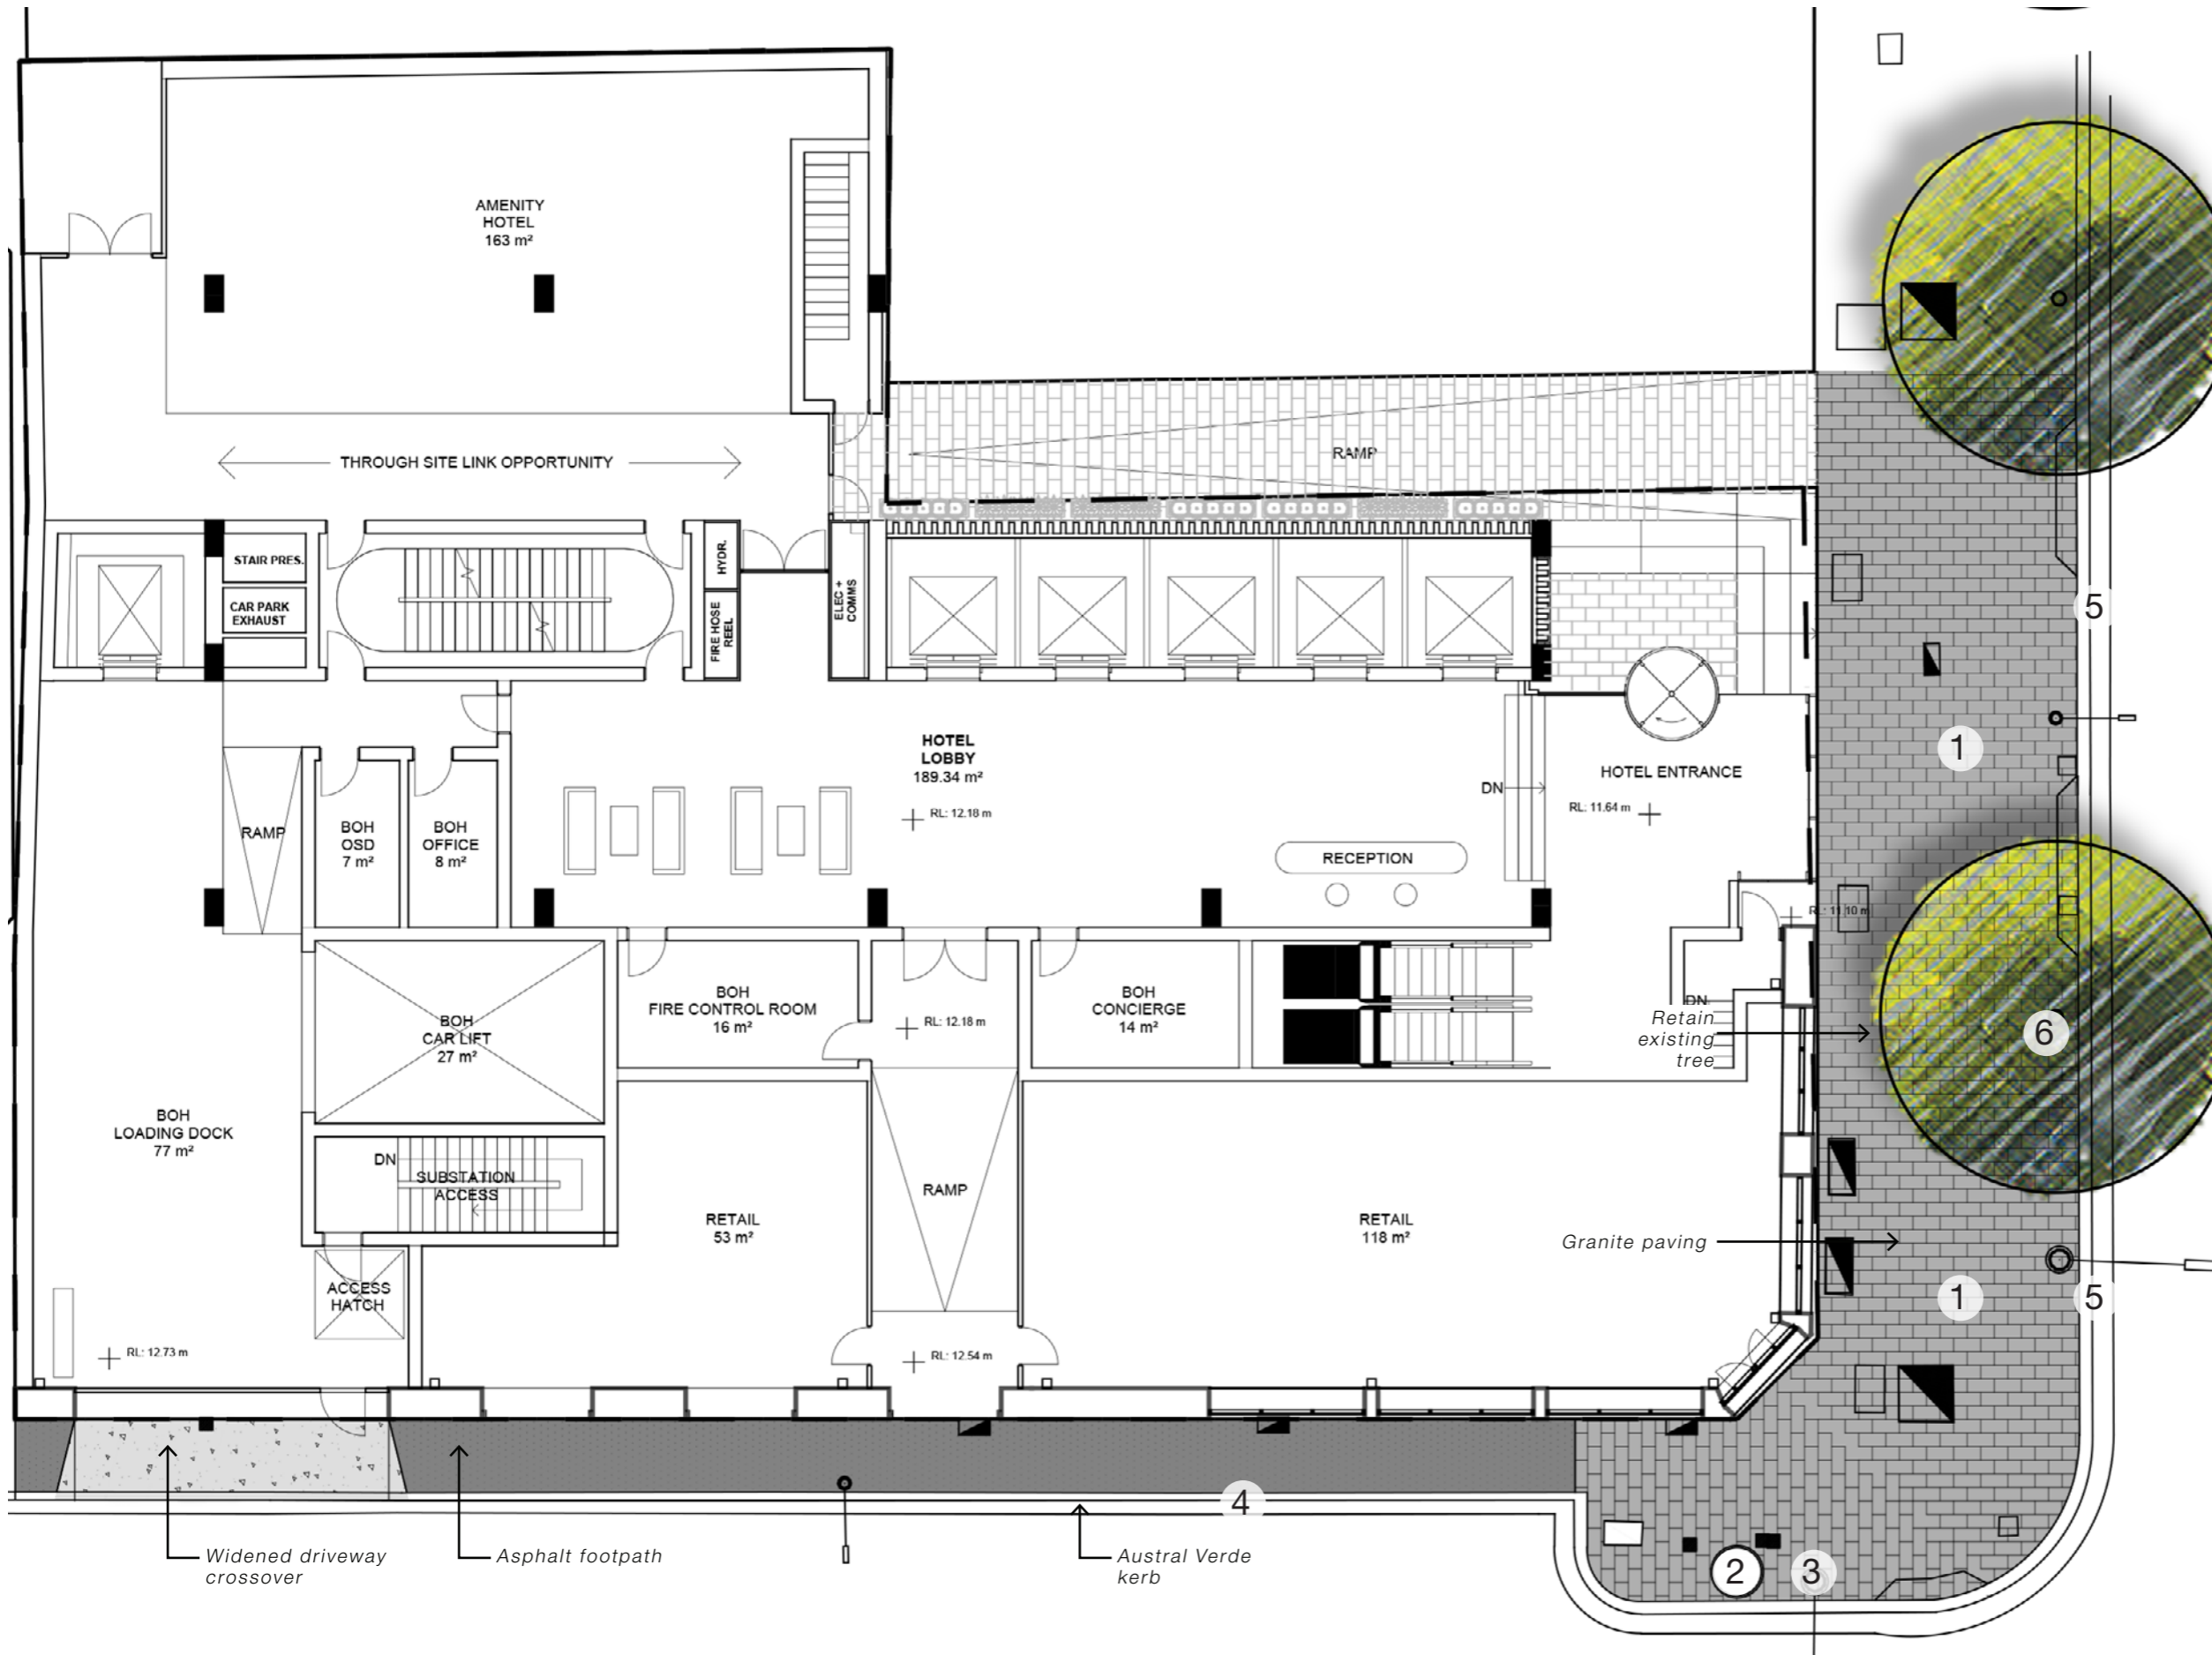 AMENITY
HOTEL
163 m²
THROUGH SITE LINK OPPORTUNITY
RAMP
STAIR PRES.
CAR PARK
EXHAUST
HYDR.
FIRE HOSE
REEL
ELEC +
COMMS
5
HOTEL
LOBBY
189.34 m²
RL: 12.18 m
DN
HOTEL ENTRANCE
RL: 11.64 m
1
RAMP
BOH
OSD
7 m²
BOH
OFFICE
8 m²
RECEPTION
RL: 11.10 m
BOH
CAR LIFT
27 m²
BOH
FIRE CONTROL ROOM
16 m²
RL: 12.18 m
BOH
CONCIERGE
14 m²
DN
Retain
existing
tree
6
BOH
LOADING DOCK
77 m²
DN
SUBSTATION
ACCESS
RAMP
RETAIL
53 m²
RETAIL
118 m²
Granite paving
1
5
ACCESS
HATCH
RL: 12.73 m
RL: 12.54 m
4
Widened driveway
crossover
Asphalt footpath
Austral Verde
kerb
2
3